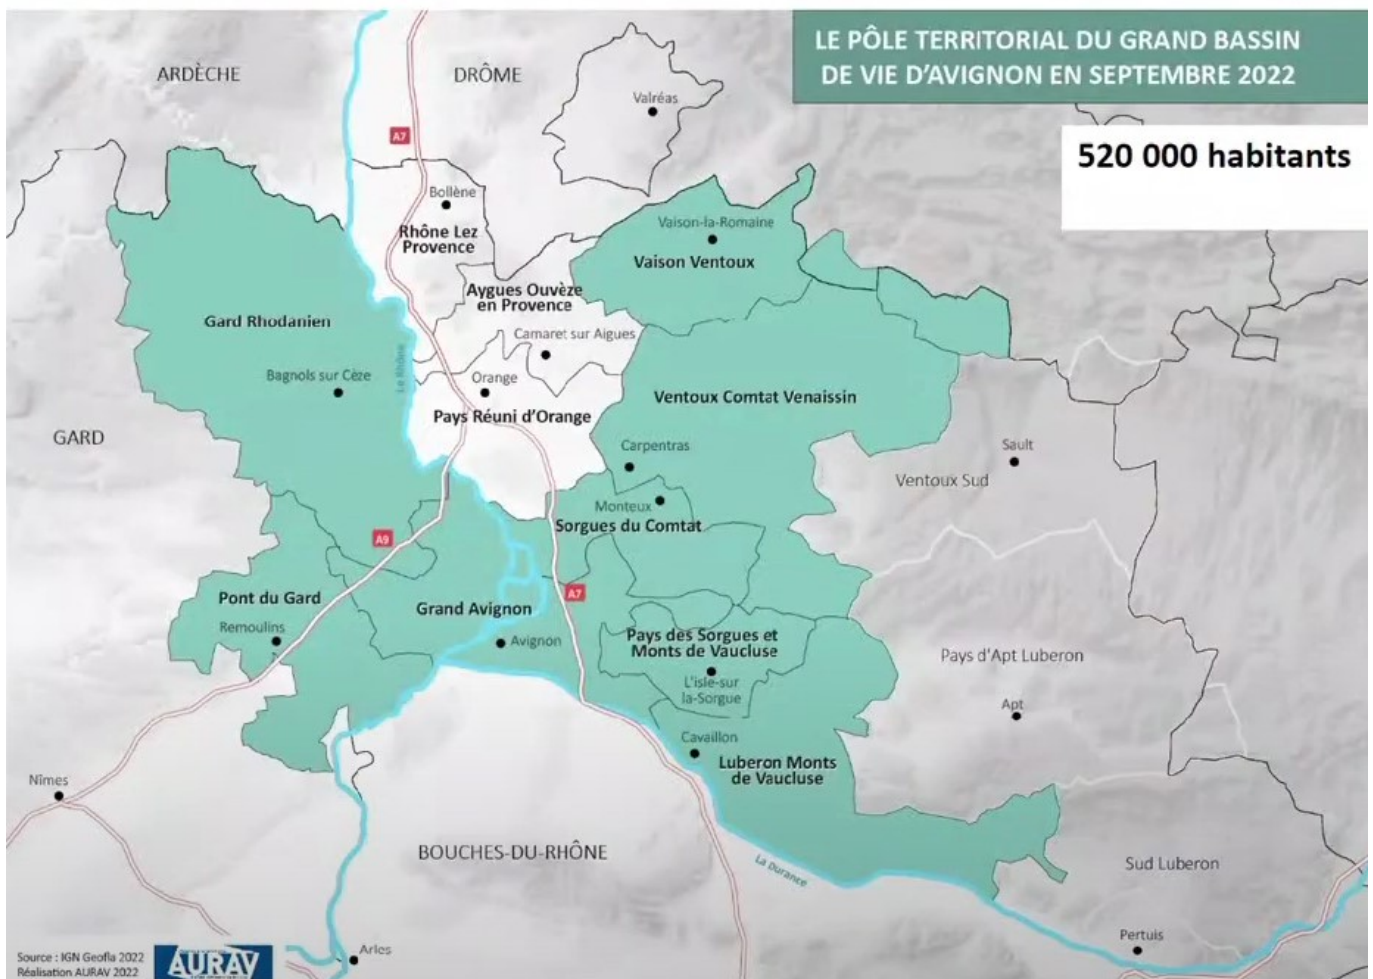 LE PÔLE TERRITORIAL DU GRAND BASSIN
DE VIE D'AVIGNON EN SEPTEMBRE 2022
520 000 habitants
ARDÈCHE
DRÔME
Valréas
A7
Bollène
Rhône Lez
Provence
Vaison-la-Romaine
Vaison Ventoux
Aygues Ouvèze
en Provence
Gard Rhodanien
Camaret sur Aigues
Le Rhône
Bagnols sur Cèze
Orange
Pays Réuni d'Orange
Ventoux Comtat Venaissin
GARD
Carpentras
Sault
Ventoux Sud
Monteux
Sorgues du Comtat
A9
A7
Pont du Gard
Grand Avignon
Remoulins
Avignon
Pays des Sorgues et
Monts de Vaucluse
L'isle-sur
la-Sorgue
Pays d'Apt Luberon
Apt
Cavaillon
Luberon Monts
de Vaucluse
Nîmes
BOUCHES-DU-RHÔNE
La Durance
Sud Luberon
Pertuis
Arles
Source : IGN Geofla 2022
Réalisation AURAV 2022
AURAV